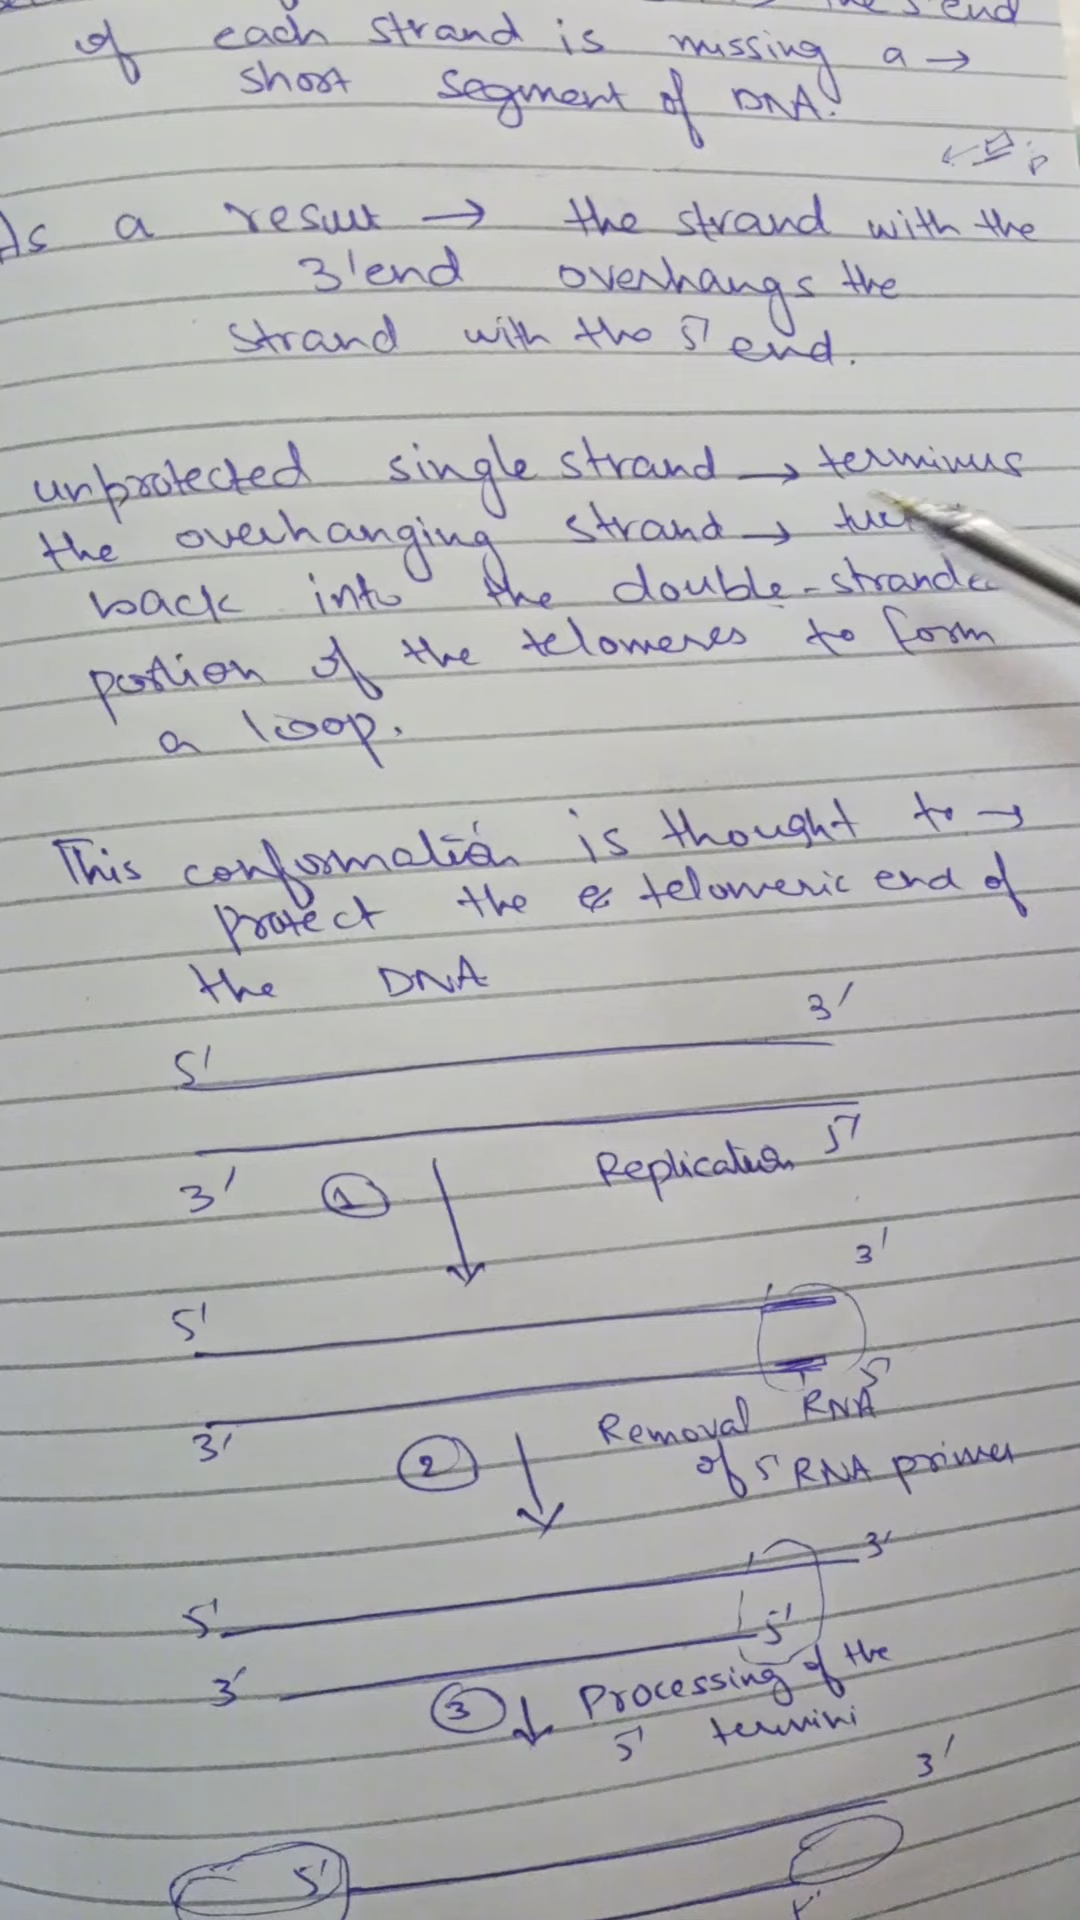 5' end
of each strand is missing a →
short segment of DNA.
As a result → the strand with the
3' end overhangs the
strand with the 5' end.
unprotected single strand → terminus
the overhanging strand →
back into the double-strande
portion of the telomeres to form
a loop.
This conformation is thought to →
protect the telomeric end of
the DNA
5' 3'
3' 5'
① Replication
5' 3'
3' 5'
RNA
② Removal
of 5' RNA primer
5' 3'
3' 5'
③ Processing of the
5' termini
5' 3'